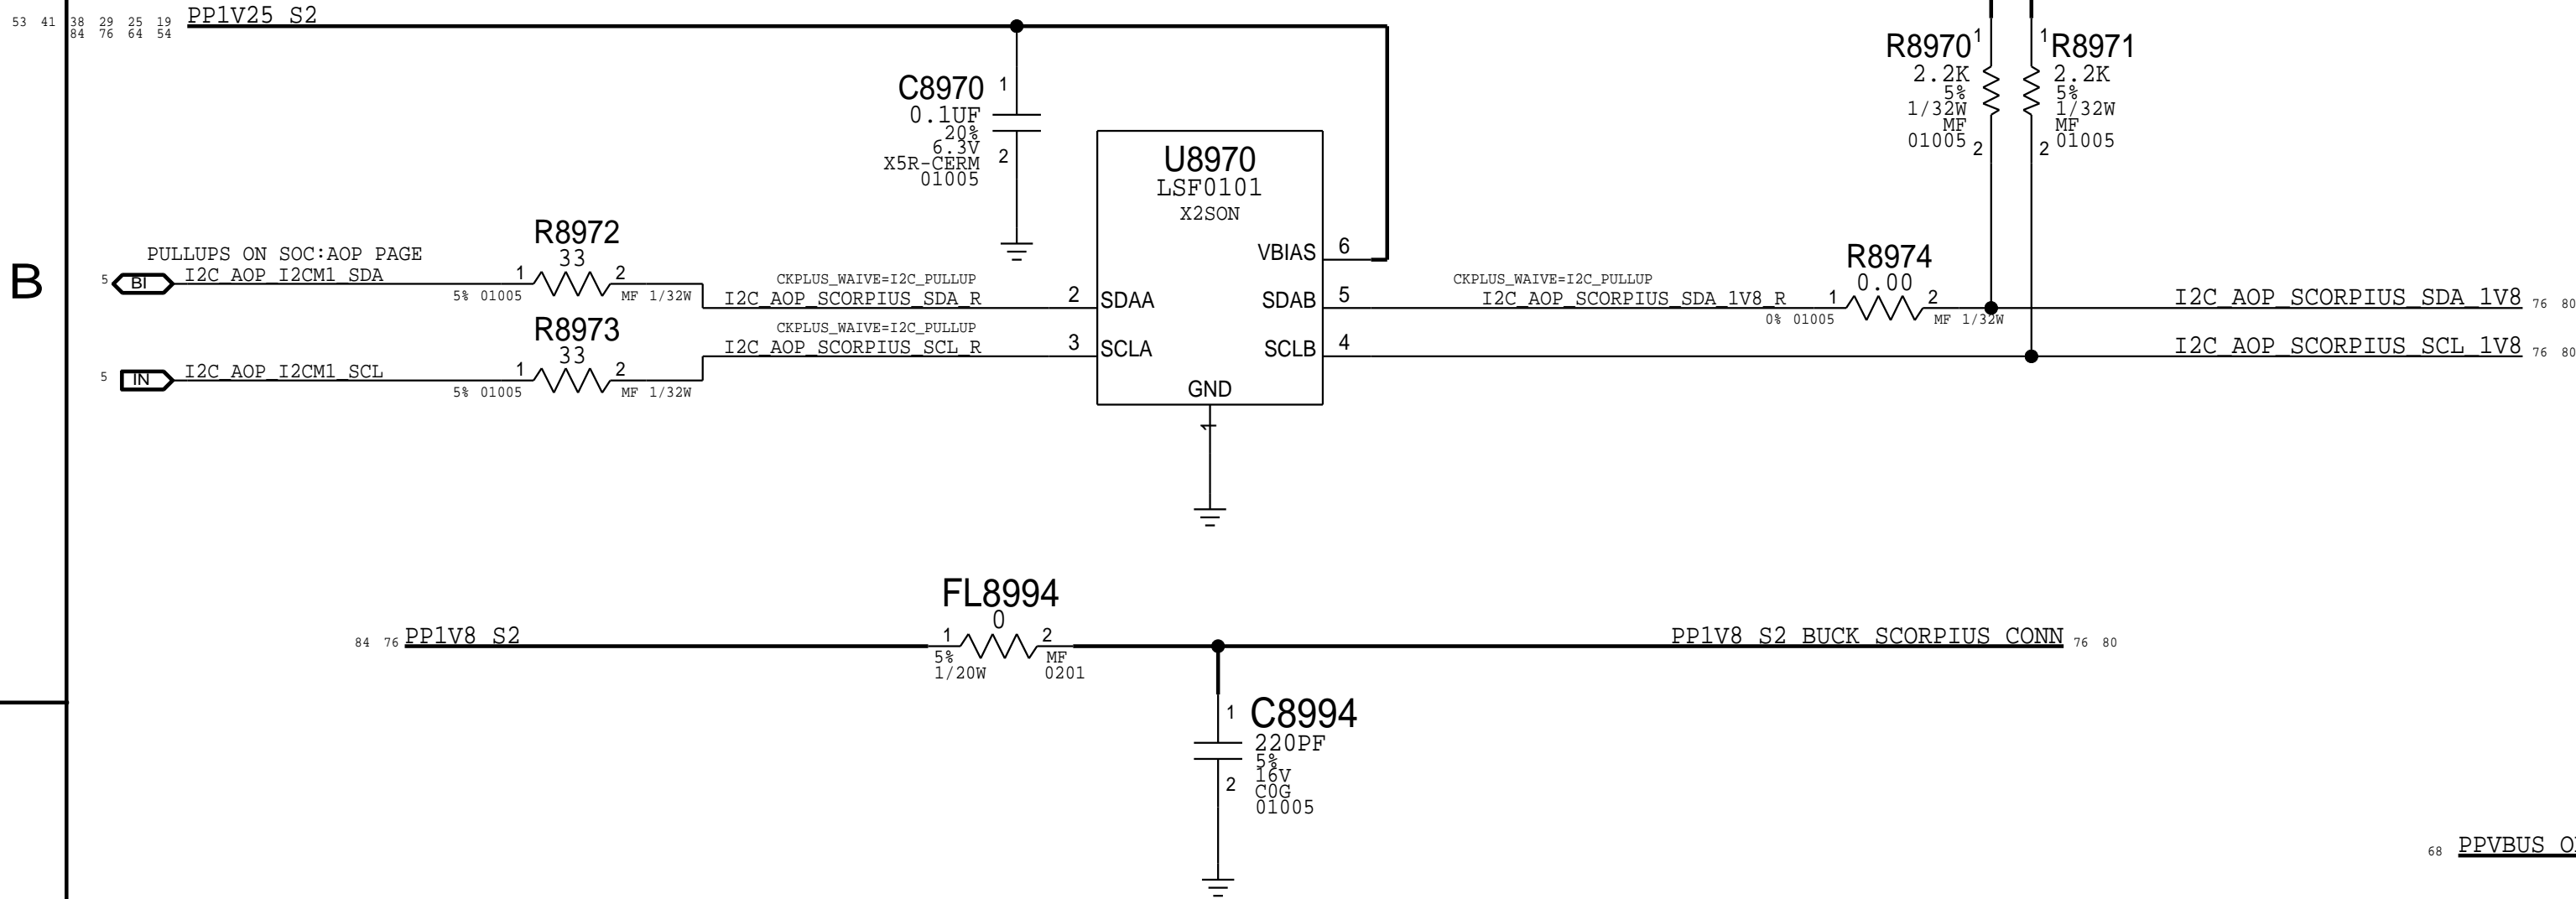 53 41 38 29 25 19 PP1V25_S2
84 76 64 54
C8970 1
0.1UF
20%
6.3V
X5R-CERM 2
01005
R8970 1
2.2K
5%
1/32W
MF
01005 2
1 R8971
2.2K
5%
1/32W
MF
2 01005
U8970
LSF0101
X2SON
VBIAS 6
2 SDAA
SDAB 5
3 SCLA
SCLB 4
GND
1
B
PULLUPS ON SOC:AOP PAGE
5 BI I2C_AOP_I2CM1_SDA
R8972
33
1 2
5% 01005 MF 1/32W
CKPLUS_WAIVE=I2C_PULLUP
I2C_AOP_SCORPIUS_SDA_R
R8973
33
CKPLUS_WAIVE=I2C_PULLUP
I2C_AOP_SCORPIUS_SCL_R
5 IN I2C_AOP_I2CM1_SCL
1 2
5% 01005 MF 1/32W
CKPLUS_WAIVE=I2C_PULLUP
I2C_AOP_SCORPIUS_SDA_1V8_R
R8974
0.00
1 2
0% 01005 MF 1/32W
I2C_AOP_SCORPIUS_SDA_1V8 76 80
I2C_AOP_SCORPIUS_SCL_1V8 76 80
FL8994
0
84 76 PP1V8_S2
1 2
5% MF
1/20W 0201
PP1V8_S2_BUCK_SCORPIUS_CONN 76 80
1 C8994
220PF
5%
16V
2 C0G
01005
68 PPVBUS